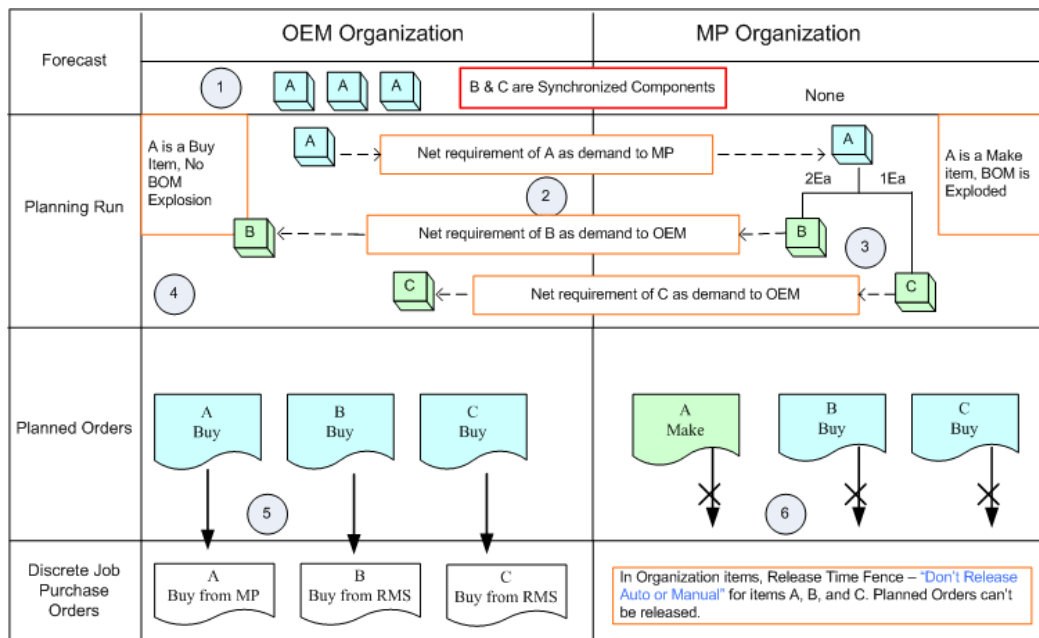 OEM Organization
MP Organization
Forecast
1
A
A
A
B & C are Synchronized Components
None
Planning Run
A is a Buy
Item, No
BOM
Explosion
A
Net requirement of A as demand to MP
A
A is a Make
item, BOM is
Exploded
2Ea
1Ea
2
B
Net requirement of B as demand to OEM
B
3
4
C
Net requirement of C as demand to OEM
C
Planned Orders
A
Buy
B
Buy
C
Buy
A
Make
B
Buy
C
Buy
5
6
Discrete Job
Purchase
Orders
A
Buy from MP
B
Buy from RMS
C
Buy from RMS
In Organization items, Release Time Fence – “Don’t Release
Auto or Manual” for items A, B, and C. Planned Orders can’t
be released.